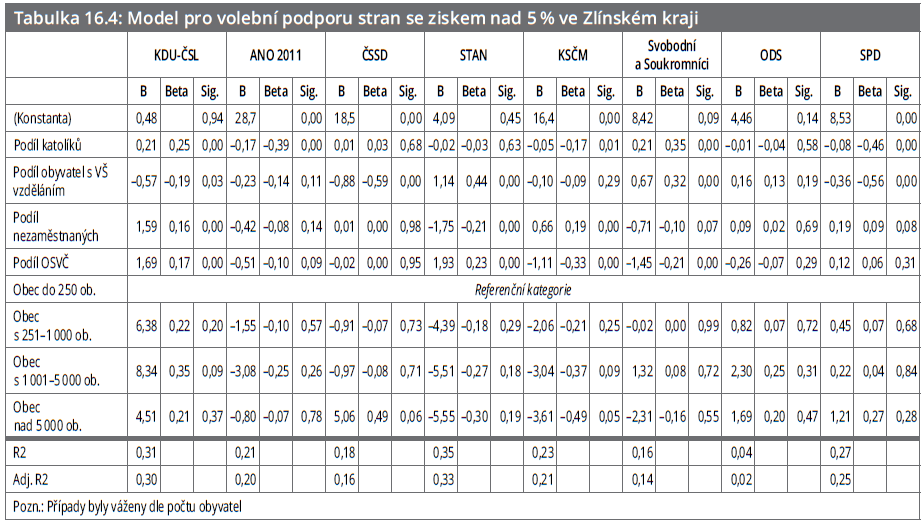 Tabulka 16.4: Model pro volební podporu stran se ziskem nad 5 % ve Zlínském kraji
KDU-ČSL ANO 2011 ČSSD STAN KSČM Svobodní a Soukromníci ODS SPD
B Beta Sig. B Beta Sig. B Beta Sig. B Beta Sig. B Beta Sig. B Beta Sig. B Beta Sig. B Beta Sig.
(Konstanta) 0,48 0,94 28,7 0,00 18,5 0,00 4,09 0,45 16,4 0,00 8,42 0,09 4,46 0,14 8,53 0,00
Podíl katolíků 0,21 0,25 0,00 –0,17 –0,39 0,00 0,01 0,03 0,68 –0,02 –0,03 0,63 –0,05 –0,17 0,01 0,21 0,35 0,00 –0,01 –0,04 0,58 –0,08 –0,46 0,00
Podíl obyvatel s VŠ
vzděláním –0,57 –0,19 0,03 –0,23 –0,14 0,11 –0,88 –0,59 0,00 1,14 0,44 0,00 –0,10 –0,09 0,29 0,67 0,32 0,00 0,16 0,13 0,19 –0,36 –0,56 0,00
Podíl
nezaměstnaných 1,59 0,16 0,00 –0,42 –0,08 0,14 0,01 0,00 0,98 –1,75 –0,21 0,00 0,66 0,19 0,00 –0,71 –0,10 0,07 0,09 0,02 0,69 0,19 0,09 0,08
Podíl OSVČ 1,69 0,17 0,00 –0,51 –0,10 0,09 –0,02 0,00 0,95 1,93 0,23 0,00 –1,11 –0,33 0,00 –1,45 –0,21 0,00 –0,26 –0,07 0,29 0,12 0,06 0,31
Obec do 250 ob. Referenční kategorie
Obec
s 251–1 000 ob. 6,38 0,22 0,20 –1,55 –0,10 0,57 –0,91 –0,07 0,73 –4,39 –0,18 0,29 –2,06 –0,21 0,25 –0,02 0,00 0,99 0,82 0,07 0,72 0,45 0,07 0,68
Obec
s 1 001–5 000 ob. 8,34 0,35 0,09 –3,08 –0,25 0,26 –0,97 –0,08 0,71 –5,51 –0,27 0,18 –3,04 –0,37 0,09 1,32 0,08 0,72 2,30 0,25 0,31 0,22 0,04 0,84
Obec
nad 5 000 ob. 4,51 0,21 0,37 –0,80 –0,07 0,78 5,06 0,49 0,06 –5,55 –0,30 0,19 –3,61 –0,49 0,05 –2,31 –0,16 0,55 1,69 0,20 0,47 1,21 0,27 0,28
R2 0,31 0,21 0,18 0,35 0,23 0,16 0,04 0,27
Adj. R2 0,30 0,20 0,16 0,33 0,21 0,14 0,02 0,25
Pozn.: Případy byly váženy dle počtu obyvatel